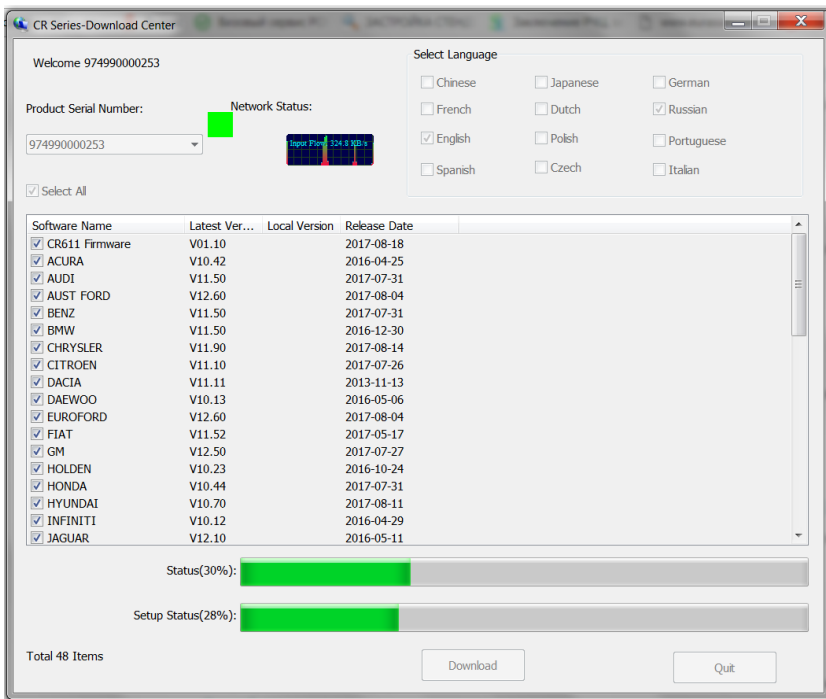 CR Series-Download Center
Welcome 974990000253
Select Language
Chinese
Japanese
German
Product Serial Number:
Network Status:
French
Dutch
Russian
974990000253
Input Flow 324.8 KB/s
English
Polish
Portuguese
Spanish
Czech
Italian
Select All
Software Name Latest Ver... Local Version Release Date
CR611 Firmware V01.10 2017-08-18
ACURA V10.42 2016-04-25
AUDI V11.50 2017-07-31
AUST FORD V12.60 2017-08-04
BENZ V11.50 2017-07-31
BMW V11.50 2016-12-30
CHRYSLER V11.90 2017-08-14
CITROEN V11.10 2017-07-26
DACIA V11.11 2013-11-13
DAEWOO V10.13 2016-05-06
EUROFORD V12.60 2017-08-04
FIAT V11.52 2017-05-17
GM V12.50 2017-07-27
HOLDEN V10.23 2016-10-24
HONDA V10.44 2017-07-31
HYUNDAI V10.70 2017-08-11
INFINITI V10.12 2016-04-29
JAGUAR V12.10 2016-05-11
Status(30%):
Setup Status(28%):
Total 48 Items
Download
Quit